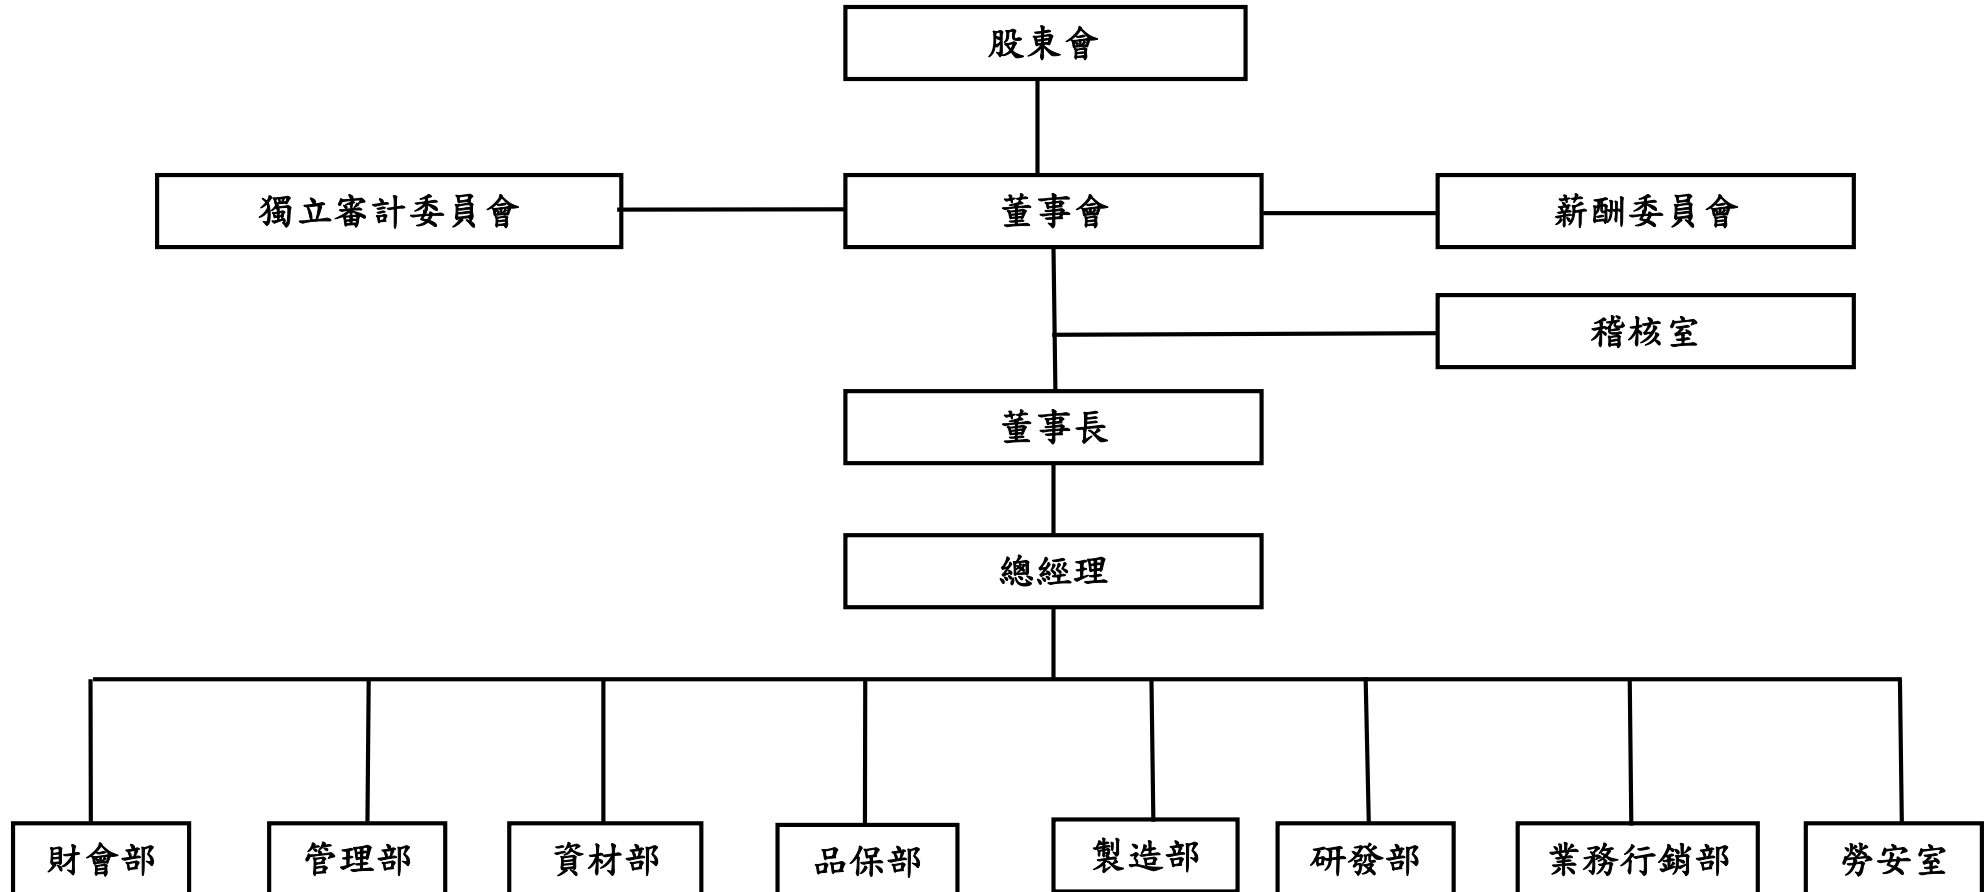 股東會
獨立審計委員會
董事會
薪酬委員會
稽核室
董事長
總經理
財會部
管理部
資材部
品保部
製造部
研發部
業務行銷部
勞安室